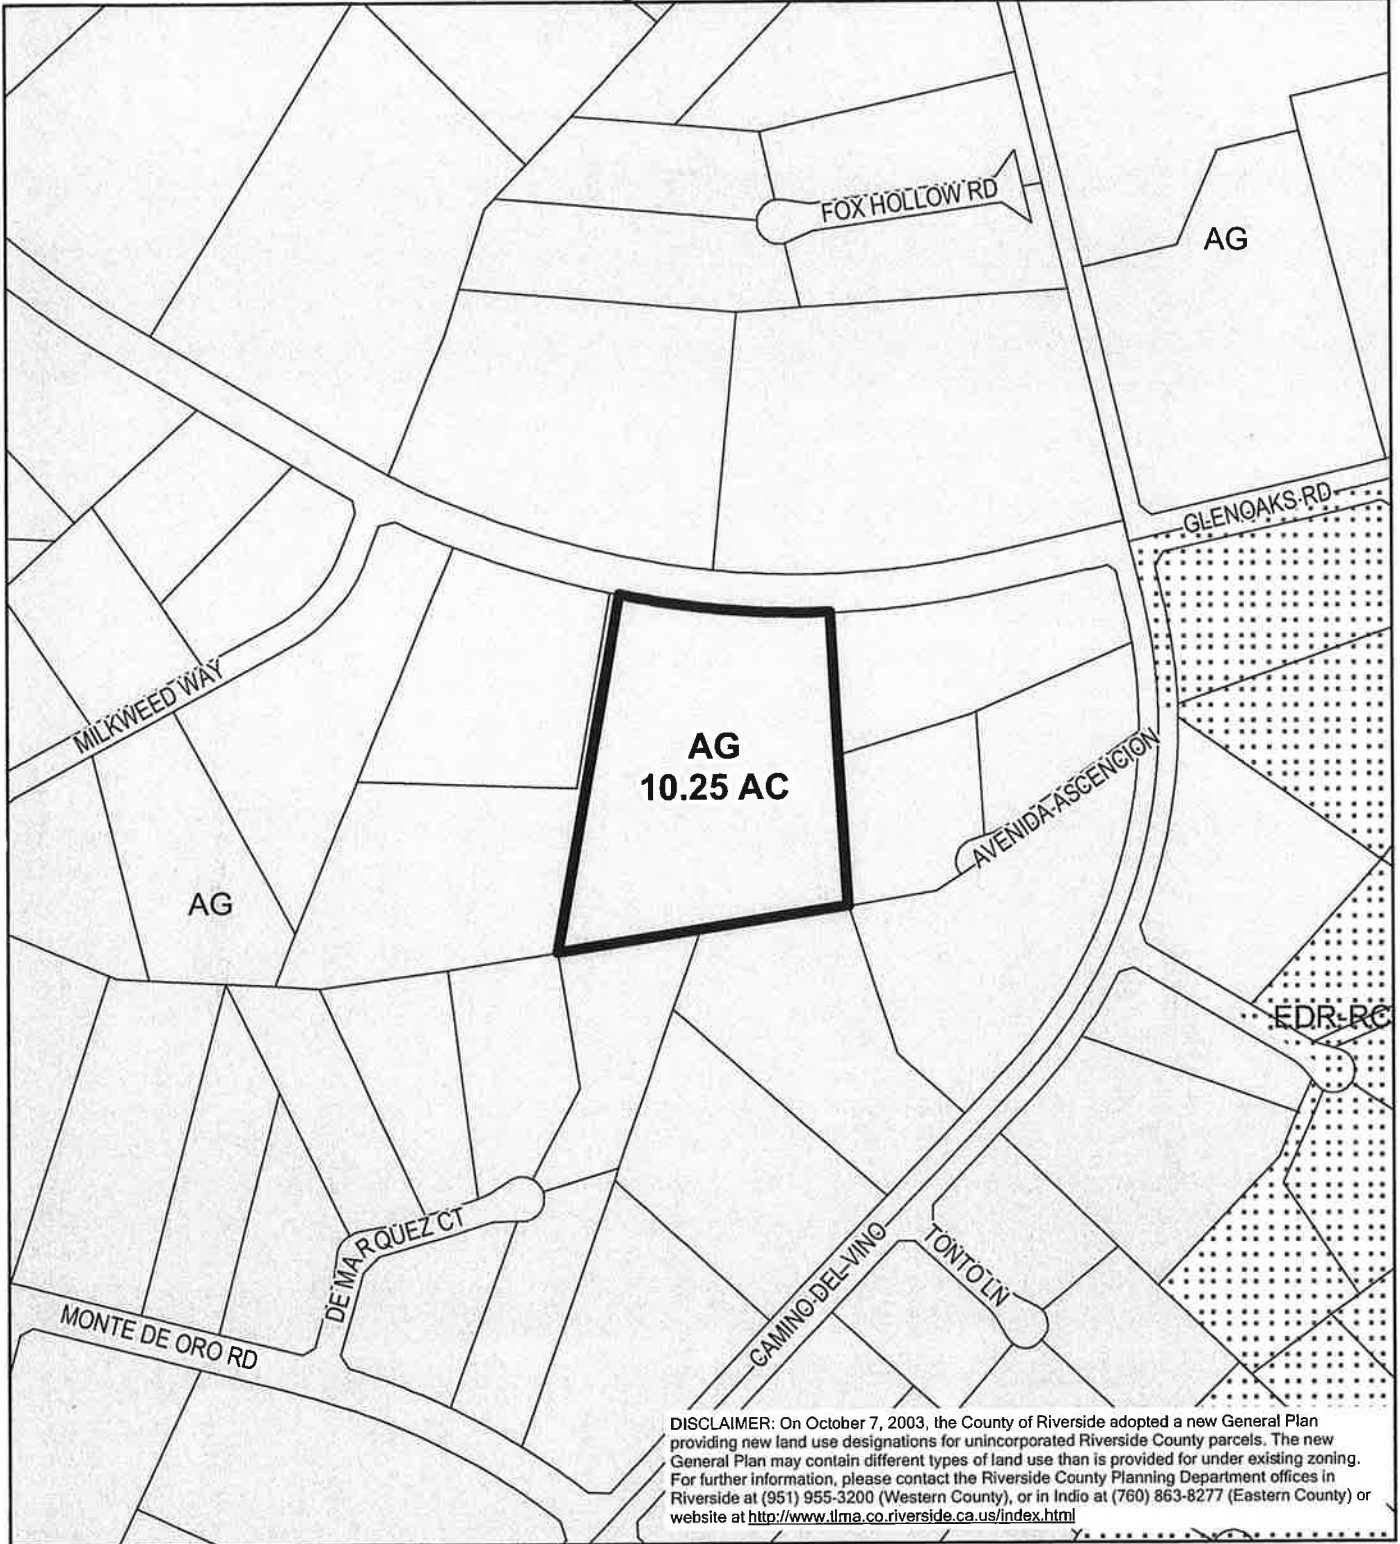 FOX HOLLOW RD
AG
GLENOAKS RD
MILKWEED WAY
AG
10.25 AC
AVENIDA ASCENCION
AG
EDR-RC
DE MARQUEZ CT
TONTO LN
CAMINO DEL VINO
MONTE DE ORO RD
DISCLAIMER: On October 7, 2003, the County of Riverside adopted a new General Plan
providing new land use designations for unincorporated Riverside County parcels. The new
General Plan may contain different types of land use than is provided for under existing zoning.
For further information, please contact the Riverside County Planning Department offices in
Riverside at (951) 955-3200 (Western County), or in Indio at (760) 863-8277 (Eastern County) or
website at http://www.tlma.co.riverside.ca.us/index.html